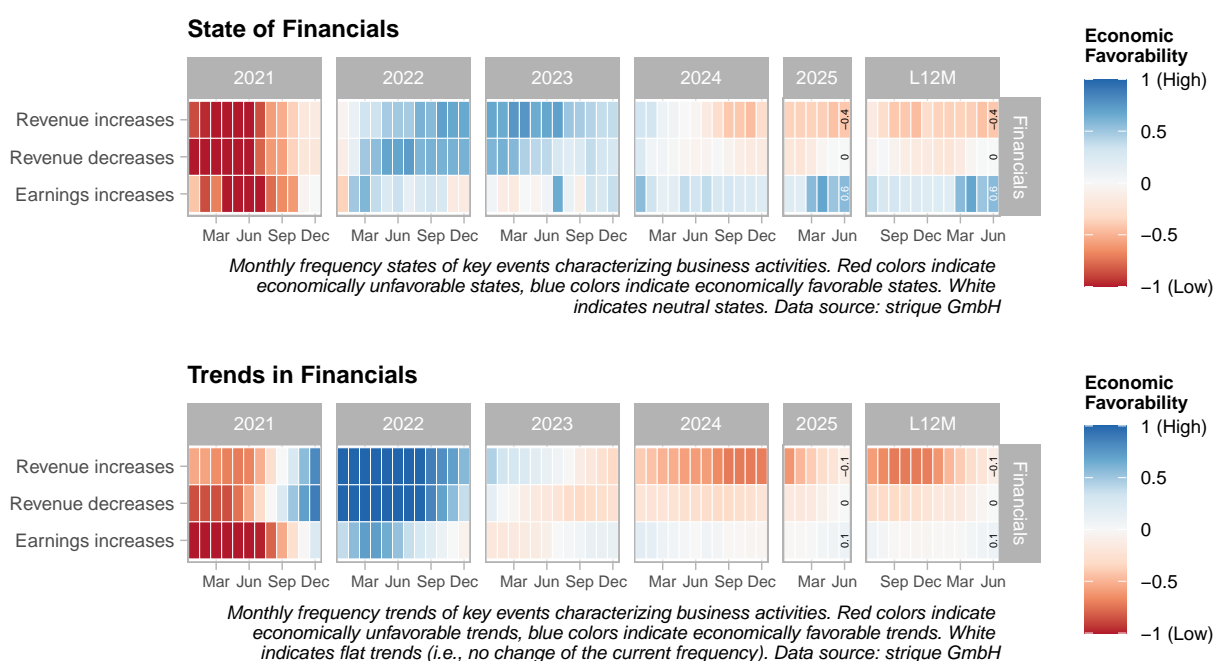 State of Financials
2021 2022 2023 2024 2025 L12M
Revenue increases
Revenue decreases
Earnings increases
−0.4 −0.4
0 0
0.6 0.6
Financials
Mar Jun Sep Dec Mar Jun Sep Dec Mar Jun Sep Dec Mar Jun Sep Dec Mar Jun Sep Dec Mar Jun
Monthly frequency states of key events characterizing business activities. Red colors indicate
economically unfavorable states, blue colors indicate economically favorable states. White
indicates neutral states. Data source: strique GmbH
Economic
Favorability
1 (High)
0.5
0
−0.5
−1 (Low)
Trends in Financials
2021 2022 2023 2024 2025 L12M
Revenue increases
Revenue decreases
Earnings increases
−0.1 −0.1
0 0
0.1 0.1
Financials
Mar Jun Sep Dec Mar Jun Sep Dec Mar Jun Sep Dec Mar Jun Sep Dec Mar Jun Sep Dec Mar Jun
Monthly frequency trends of key events characterizing business activities. Red colors indicate
economically unfavorable trends, blue colors indicate economically favorable trends. White
indicates flat trends (i.e., no change of the current frequency). Data source: strique GmbH
Economic
Favorability
1 (High)
0.5
0
−0.5
−1 (Low)